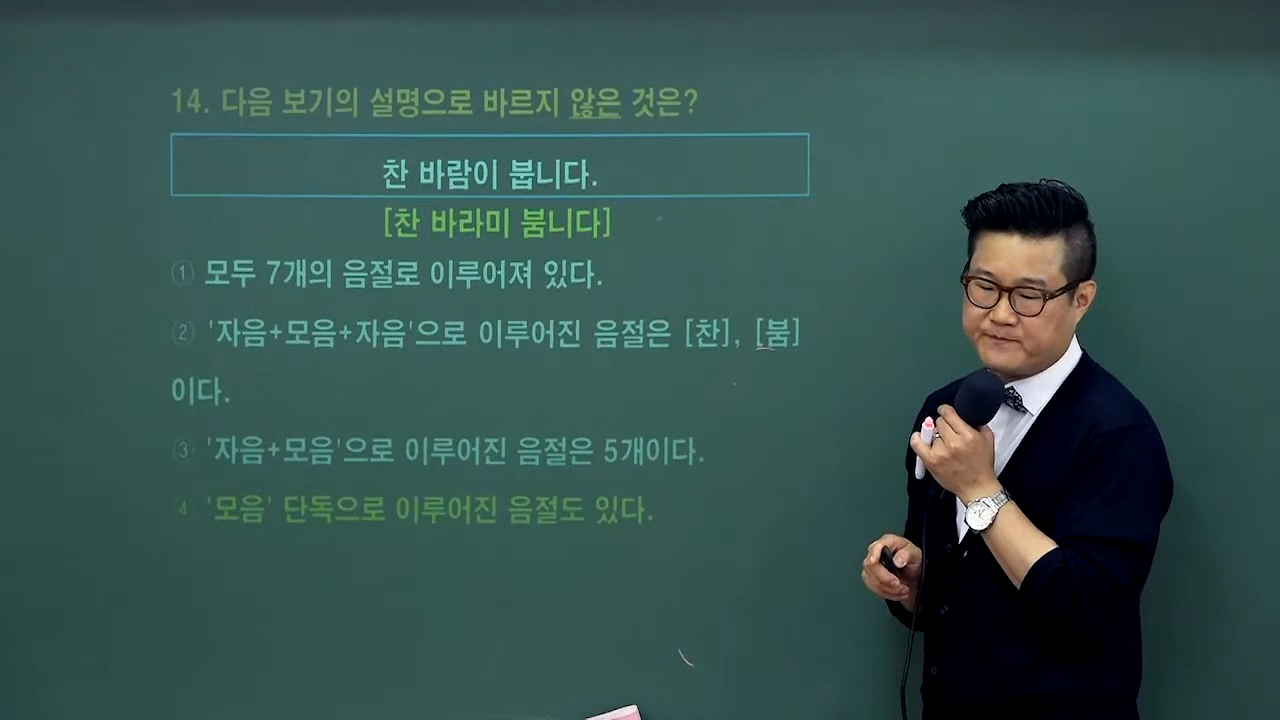 14. 다음 보기의 설명으로 바르지 않은 것은?
찬 바람이 붑니다.
[찬 바라미 붐니다]
① 모두 7개의 음절로 이루어져 있다.
② '자음+모음+자음'으로 이루어진 음절은 [찬], [붐]
이다.
③ '자음+모음'으로 이루어진 음절은 5개이다.
④ '모음' 단독으로 이루어진 음절도 있다.